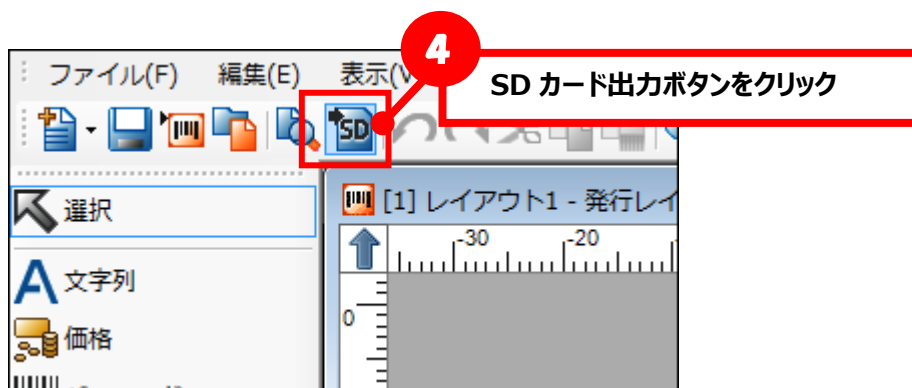 4
SD カード出力ボタンをクリック
ファイル(F) 編集(E) 表示(V
SD
選択
[1] レイアウト1 - 発行レイ
-30 -20
文字列
0
価格